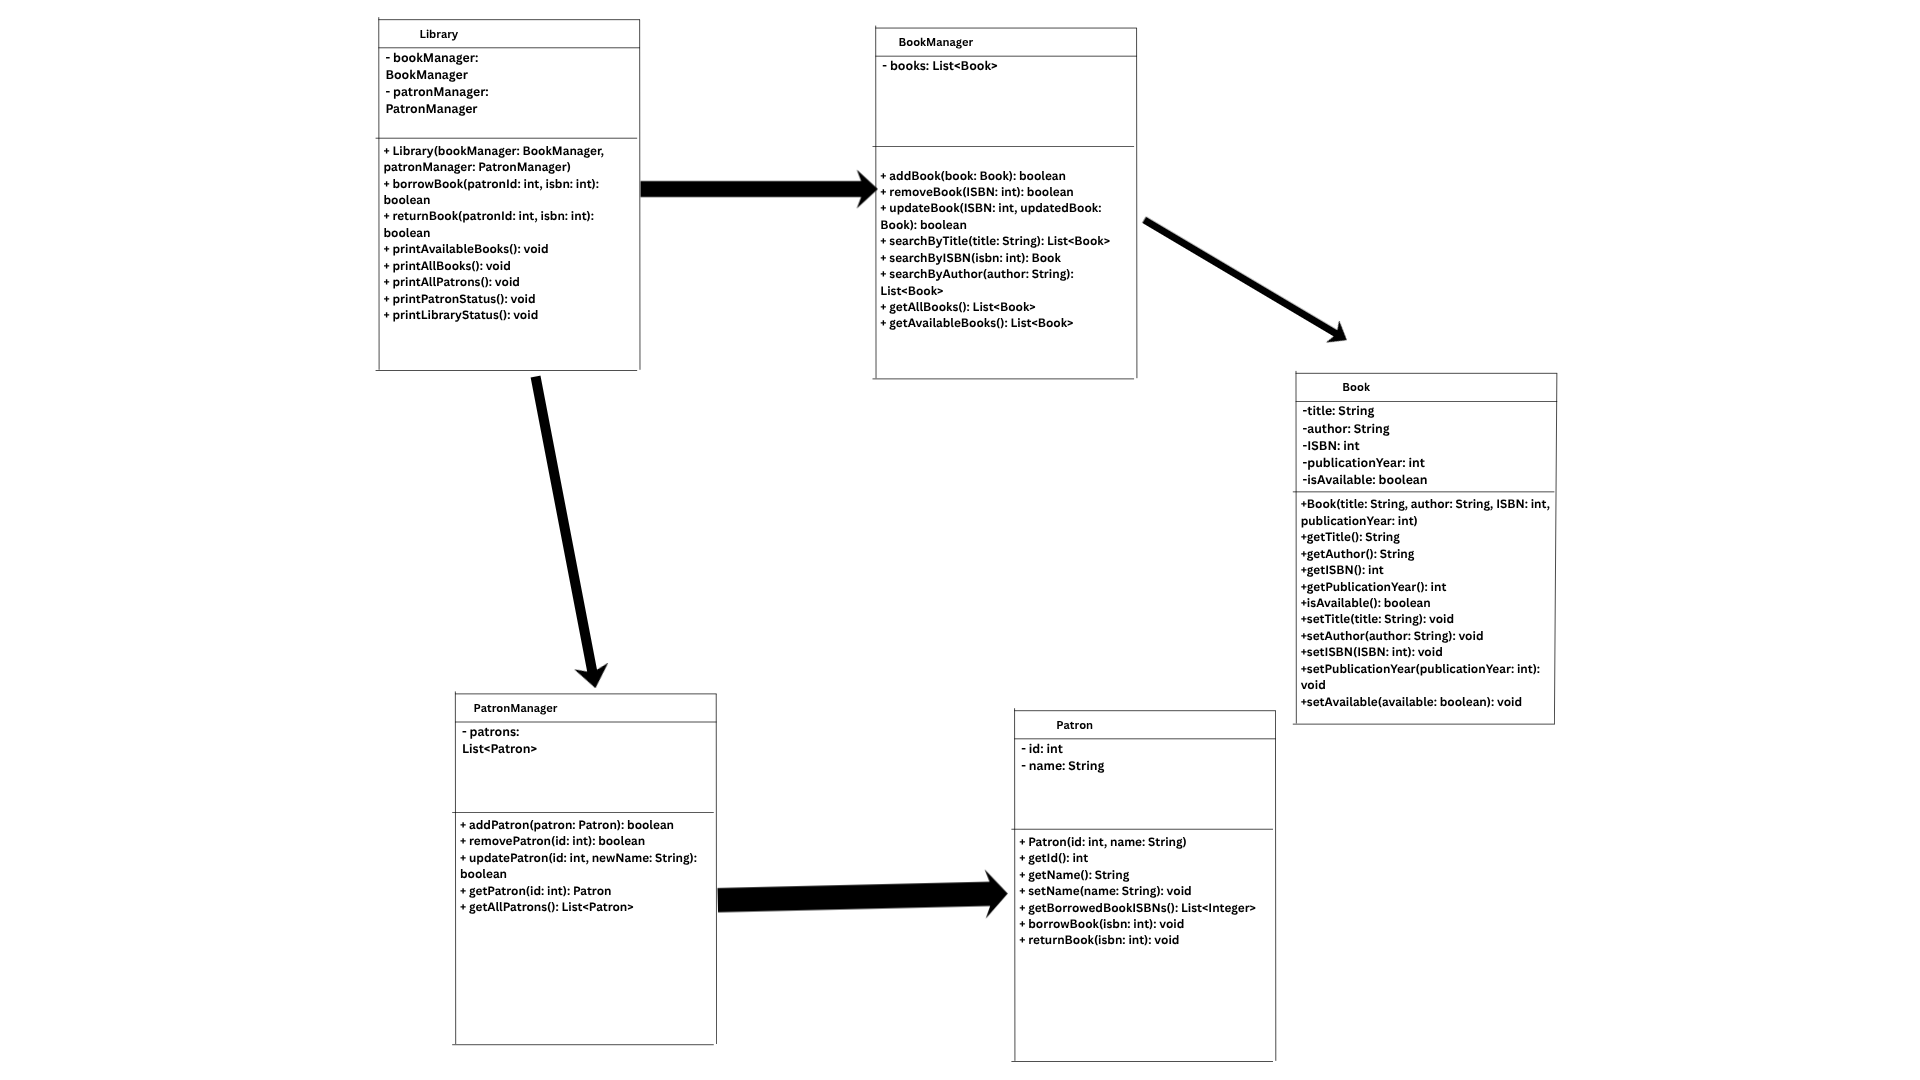 Library
- bookManager:
BookManager
- patronManager:
PatronManager
+ Library(bookManager: BookManager,
patronManager: PatronManager)
+ borrowBook(patronId: int, isbn: int):
boolean
+ returnBook(patronId: int, isbn: int):
boolean
+ printAvailableBooks(): void
+ printAllBooks(): void
+ printAllPatrons(): void
+ printPatronStatus(): void
+ printLibraryStatus(): void
BookManager
- books: List<Book>
+ addBook(book: Book): boolean
+ removeBook(ISBN: int): boolean
+ updateBook(ISBN: int, updatedBook:
Book): boolean
+ searchByTitle(title: String): List<Book>
+ searchByISBN(isbn: int): Book
+ searchByAuthor(author: String):
List<Book>
+ getAllBooks(): List<Book>
+ getAvailableBooks(): List<Book>
Book
-title: String
-author: String
-ISBN: int
-publicationYear: int
-isAvailable: boolean
+Book(title: String, author: String, ISBN: int,
publicationYear: int)
+getTitle(): String
+getAuthor(): String
+getISBN(): int
+getPublicationYear(): int
+isAvailable(): boolean
+setTitle(title: String): void
+setAuthor(author: String): void
+setISBN(ISBN: int): void
+setPublicationYear(publicationYear: int):
void
+setAvailable(available: boolean): void
PatronManager
- patrons:
List<Patron>
+ addPatron(patron: Patron): boolean
+ removePatron(id: int): boolean
+ updatePatron(id: int, newName: String):
boolean
+ getPatron(id: int): Patron
+ getAllPatrons(): List<Patron>
Patron
- id: int
- name: String
+ Patron(id: int, name: String)
+ getId(): int
+ getName(): String
+ setName(name: String): void
+ getBorrowedBookISBNs(): List<Integer>
+ borrowBook(isbn: int): void
+ returnBook(isbn: int): void